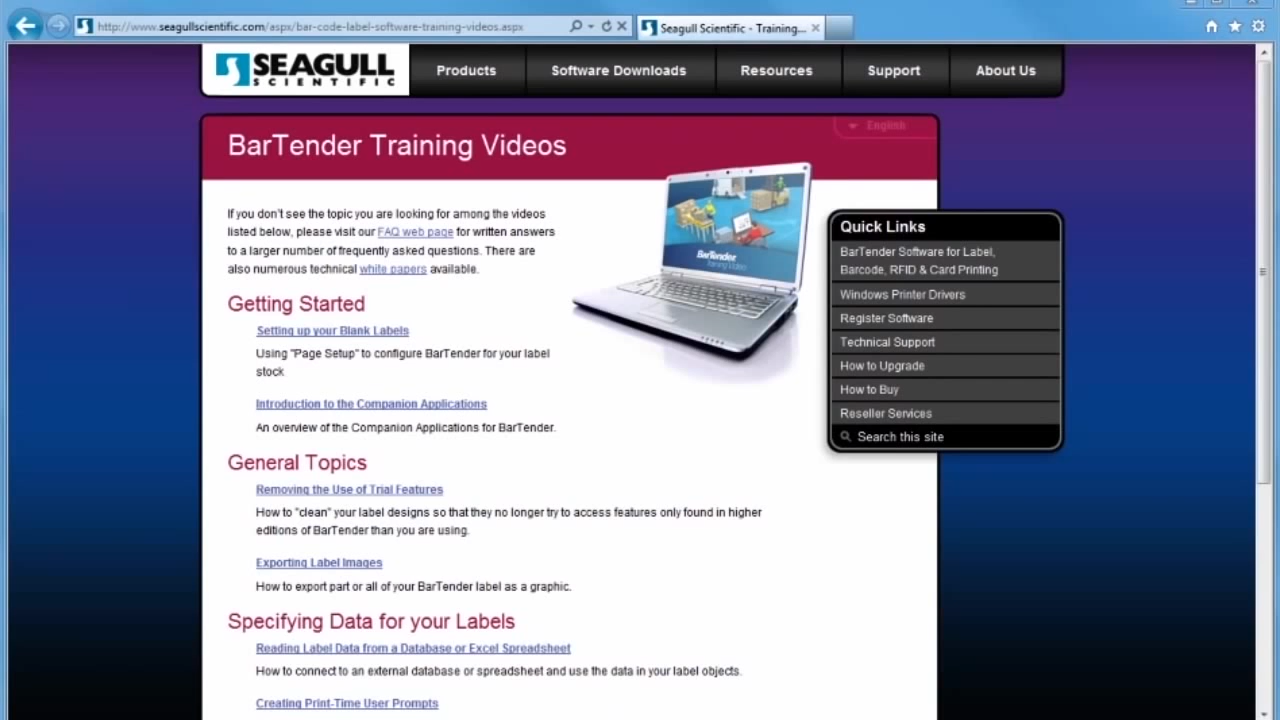 http://www.seagullscientific.com/aspx/bar-code-label-software-training-videos.aspx
Seagull Scientific - Training...
SEAGULL
SCIENTIFIC
Products
Software Downloads
Resources
Support
About Us
English
BarTender Training Videos
If you don't see the topic you are looking for among the videos
listed below, please visit our FAQ web page for written answers
to a larger number of frequently asked questions. There are
also numerous technical white papers available.
BarTender
Training Video
Getting Started
Setting up your Blank Labels
Using "Page Setup" to configure BarTender for your label
stock
Introduction to the Companion Applications
An overview of the Companion Applications for BarTender.
General Topics
Removing the Use of Trial Features
How to "clean" your label designs so that they no longer try to access features only found in higher
editions of BarTender than you are using.
Exporting Label Images
How to export part or all of your BarTender label as a graphic.
Specifying Data for your Labels
Reading Label Data from a Database or Excel Spreadsheet
How to connect to an external database or spreadsheet and use the data in your label objects.
Creating Print-Time User Prompts
Quick Links
BarTender Software for Label,
Barcode, RFID & Card Printing
Windows Printer Drivers
Register Software
Technical Support
How to Upgrade
How to Buy
Reseller Services
Search this site